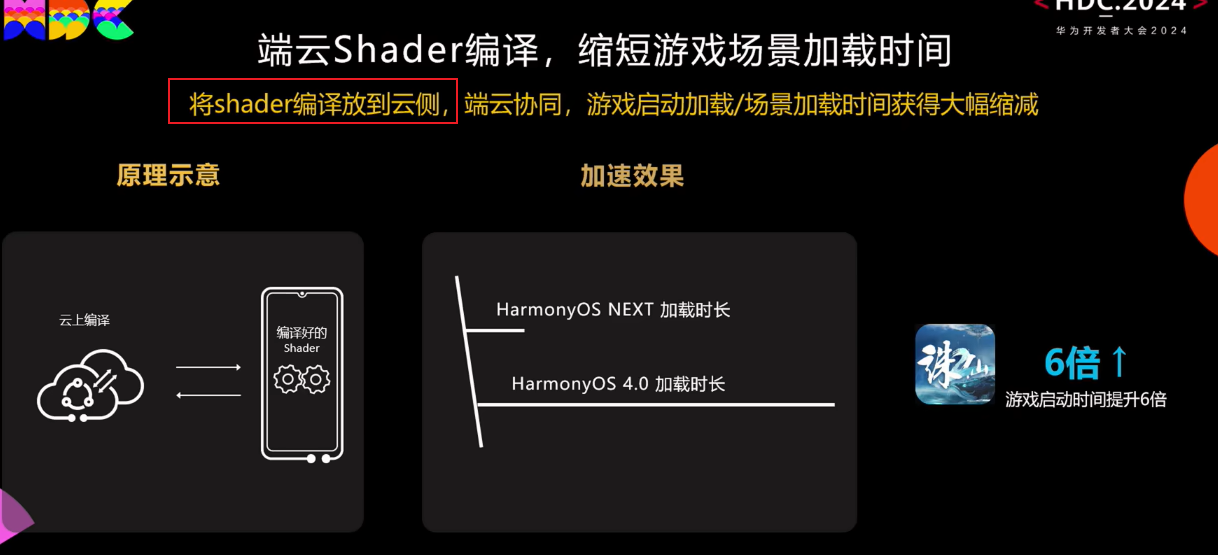 <HDC.2024>
华为开发者大会2024
端云Shader编译，缩短游戏场景加载时间
将shader编译放到云侧，端云协同，游戏启动加载/场景加载时间获得大幅缩减
原理示意
加速效果
云上编译
编译好的
Shader
HarmonyOS NEXT 加载时长
HarmonyOS 4.0 加载时长
诛仙
6倍↑
游戏启动时间提升6倍